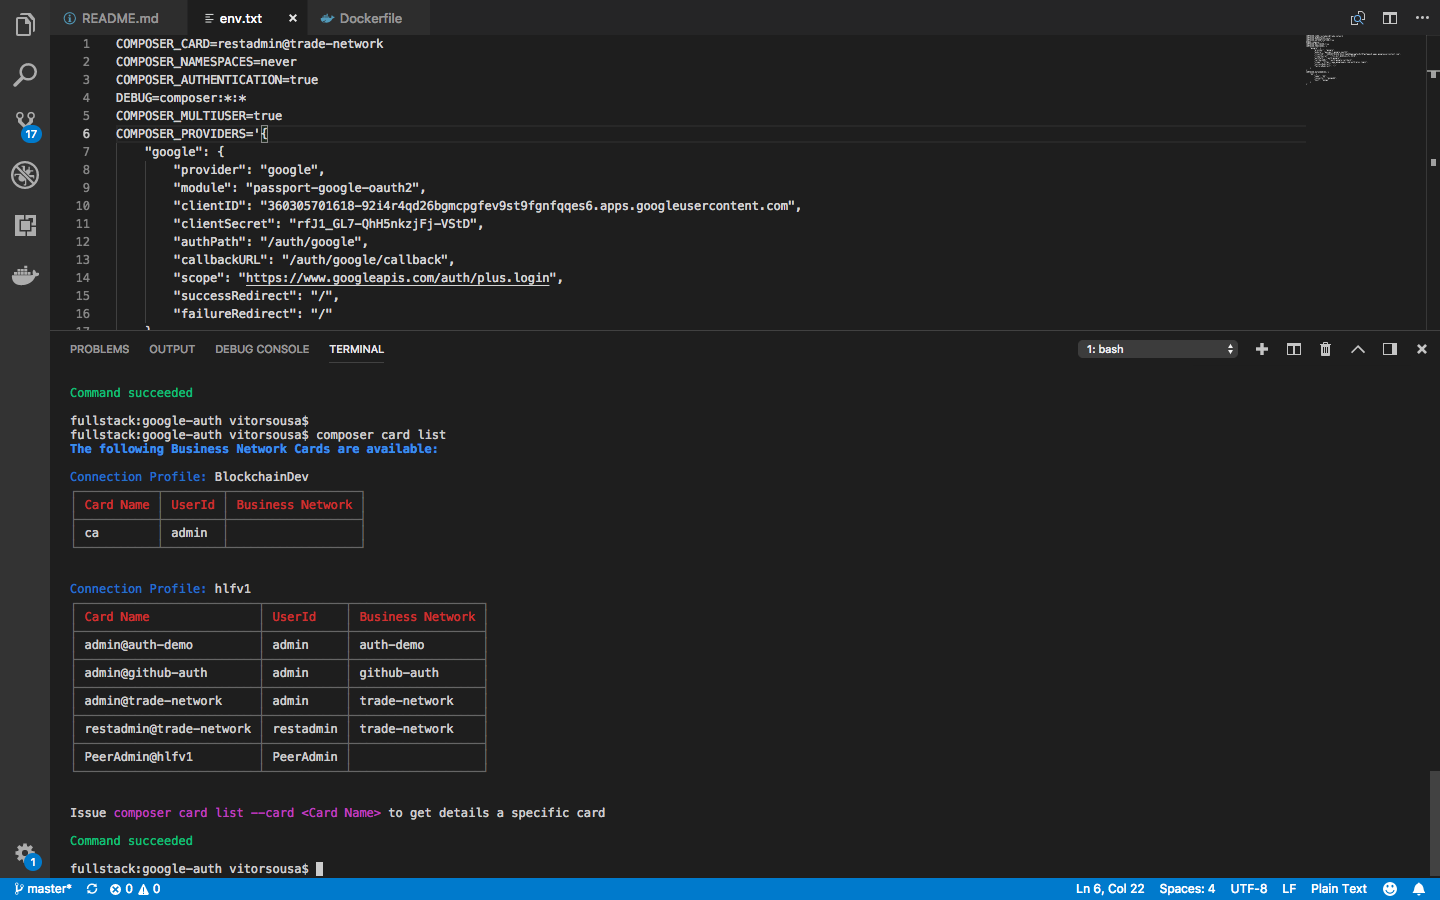 README.md env.txt × Dockerfile
1 COMPOSER_CARD=restadmin@trade-network
2 COMPOSER_NAMESPACES=never
3 COMPOSER_AUTHENTICATION=true
4 DEBUG=composer:*:*
5 COMPOSER_MULTIUSER=true
6 COMPOSER_PROVIDERS='{
7 "google": {
8 "provider": "google",
9 "module": "passport-google-oauth2",
10 "clientID": "360305701618-92i4r4qd26bgmcpgfev9st9fgnfqqes6.apps.googleusercontent.com",
11 "clientSecret": "rfJ1_GL7-QhH5nkzjFj-VStD",
12 "authPath": "/auth/google",
13 "callbackURL": "/auth/google/callback",
14 "scope": "https://www.googleapis.com/auth/plus.login",
15 "successRedirect": "/",
16 "failureRedirect": "/"
17
PROBLEMS OUTPUT DEBUG CONSOLE TERMINAL 1: bash
Command succeeded
fullstack:google-auth vitorsousa$
fullstack:google-auth vitorsousa$ composer card list
The following Business Network Cards are available:
Connection Profile: BlockchainDev
Card Name UserId Business Network
ca admin
Connection Profile: hlfv1
Card Name UserId Business Network
admin@auth-demo admin auth-demo
admin@github-auth admin github-auth
admin@trade-network admin trade-network
restadmin@trade-network restadmin trade-network
PeerAdmin@hlfv1 PeerAdmin
Issue composer card list --card <Card Name> to get details a specific card
Command succeeded
fullstack:google-auth vitorsousa$
17
1
master* 0 0 Ln 6, Col 22 Spaces: 4 UTF-8 LF Plain Text